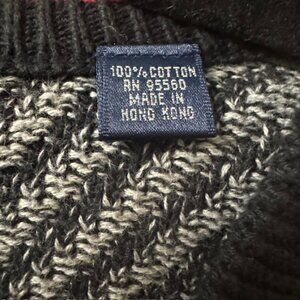 100% COTTON
RN 95560
MADE IN
HONG KONG